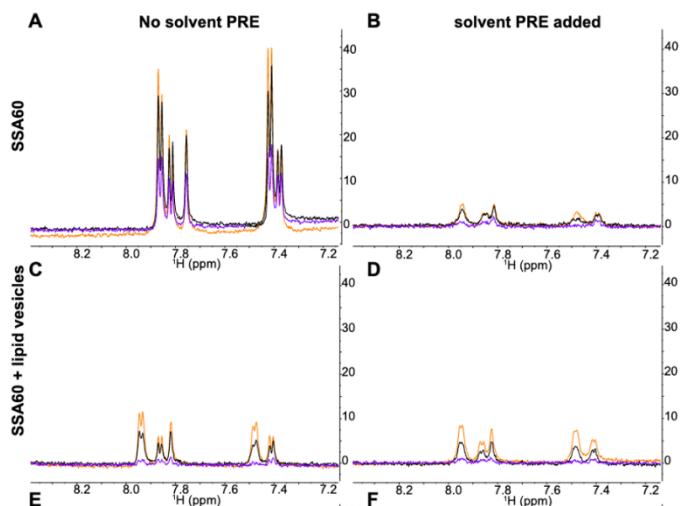 A No solvent PRE B solvent PRE added
SSA60
40
30
20
10
0
8.2 8.0 7.8 7.6 7.4 7.2
¹H (ppm)
40
30
20
10
0
8.2 8.0 7.8 7.6 7.4 7.2
¹H (ppm)
C D
SSA60 + lipid vesicles
40
30
20
10
0
8.2 8.0 7.8 7.6 7.4
¹H (ppm)
40
30
20
10
0
8.2 8.0 7.8 7.6 7.4 7.2
¹H (ppm)
E F